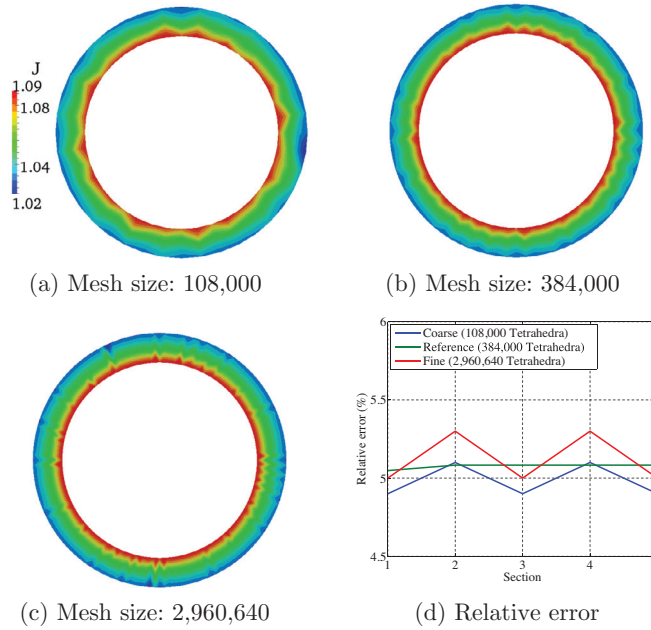 J
1.09
1.08
1.04
1.02
(a) Mesh size: 108,000
(b) Mesh size: 384,000
(c) Mesh size: 2,960,640
6
5.5
5
4.5
Relative error (%)
Coarse (108,000 Tetrahedra)
Reference (384,000 Tetrahedra)
Fine (2,960,640 Tetrahedra)
1
2
3
4
Section
(d) Relative error